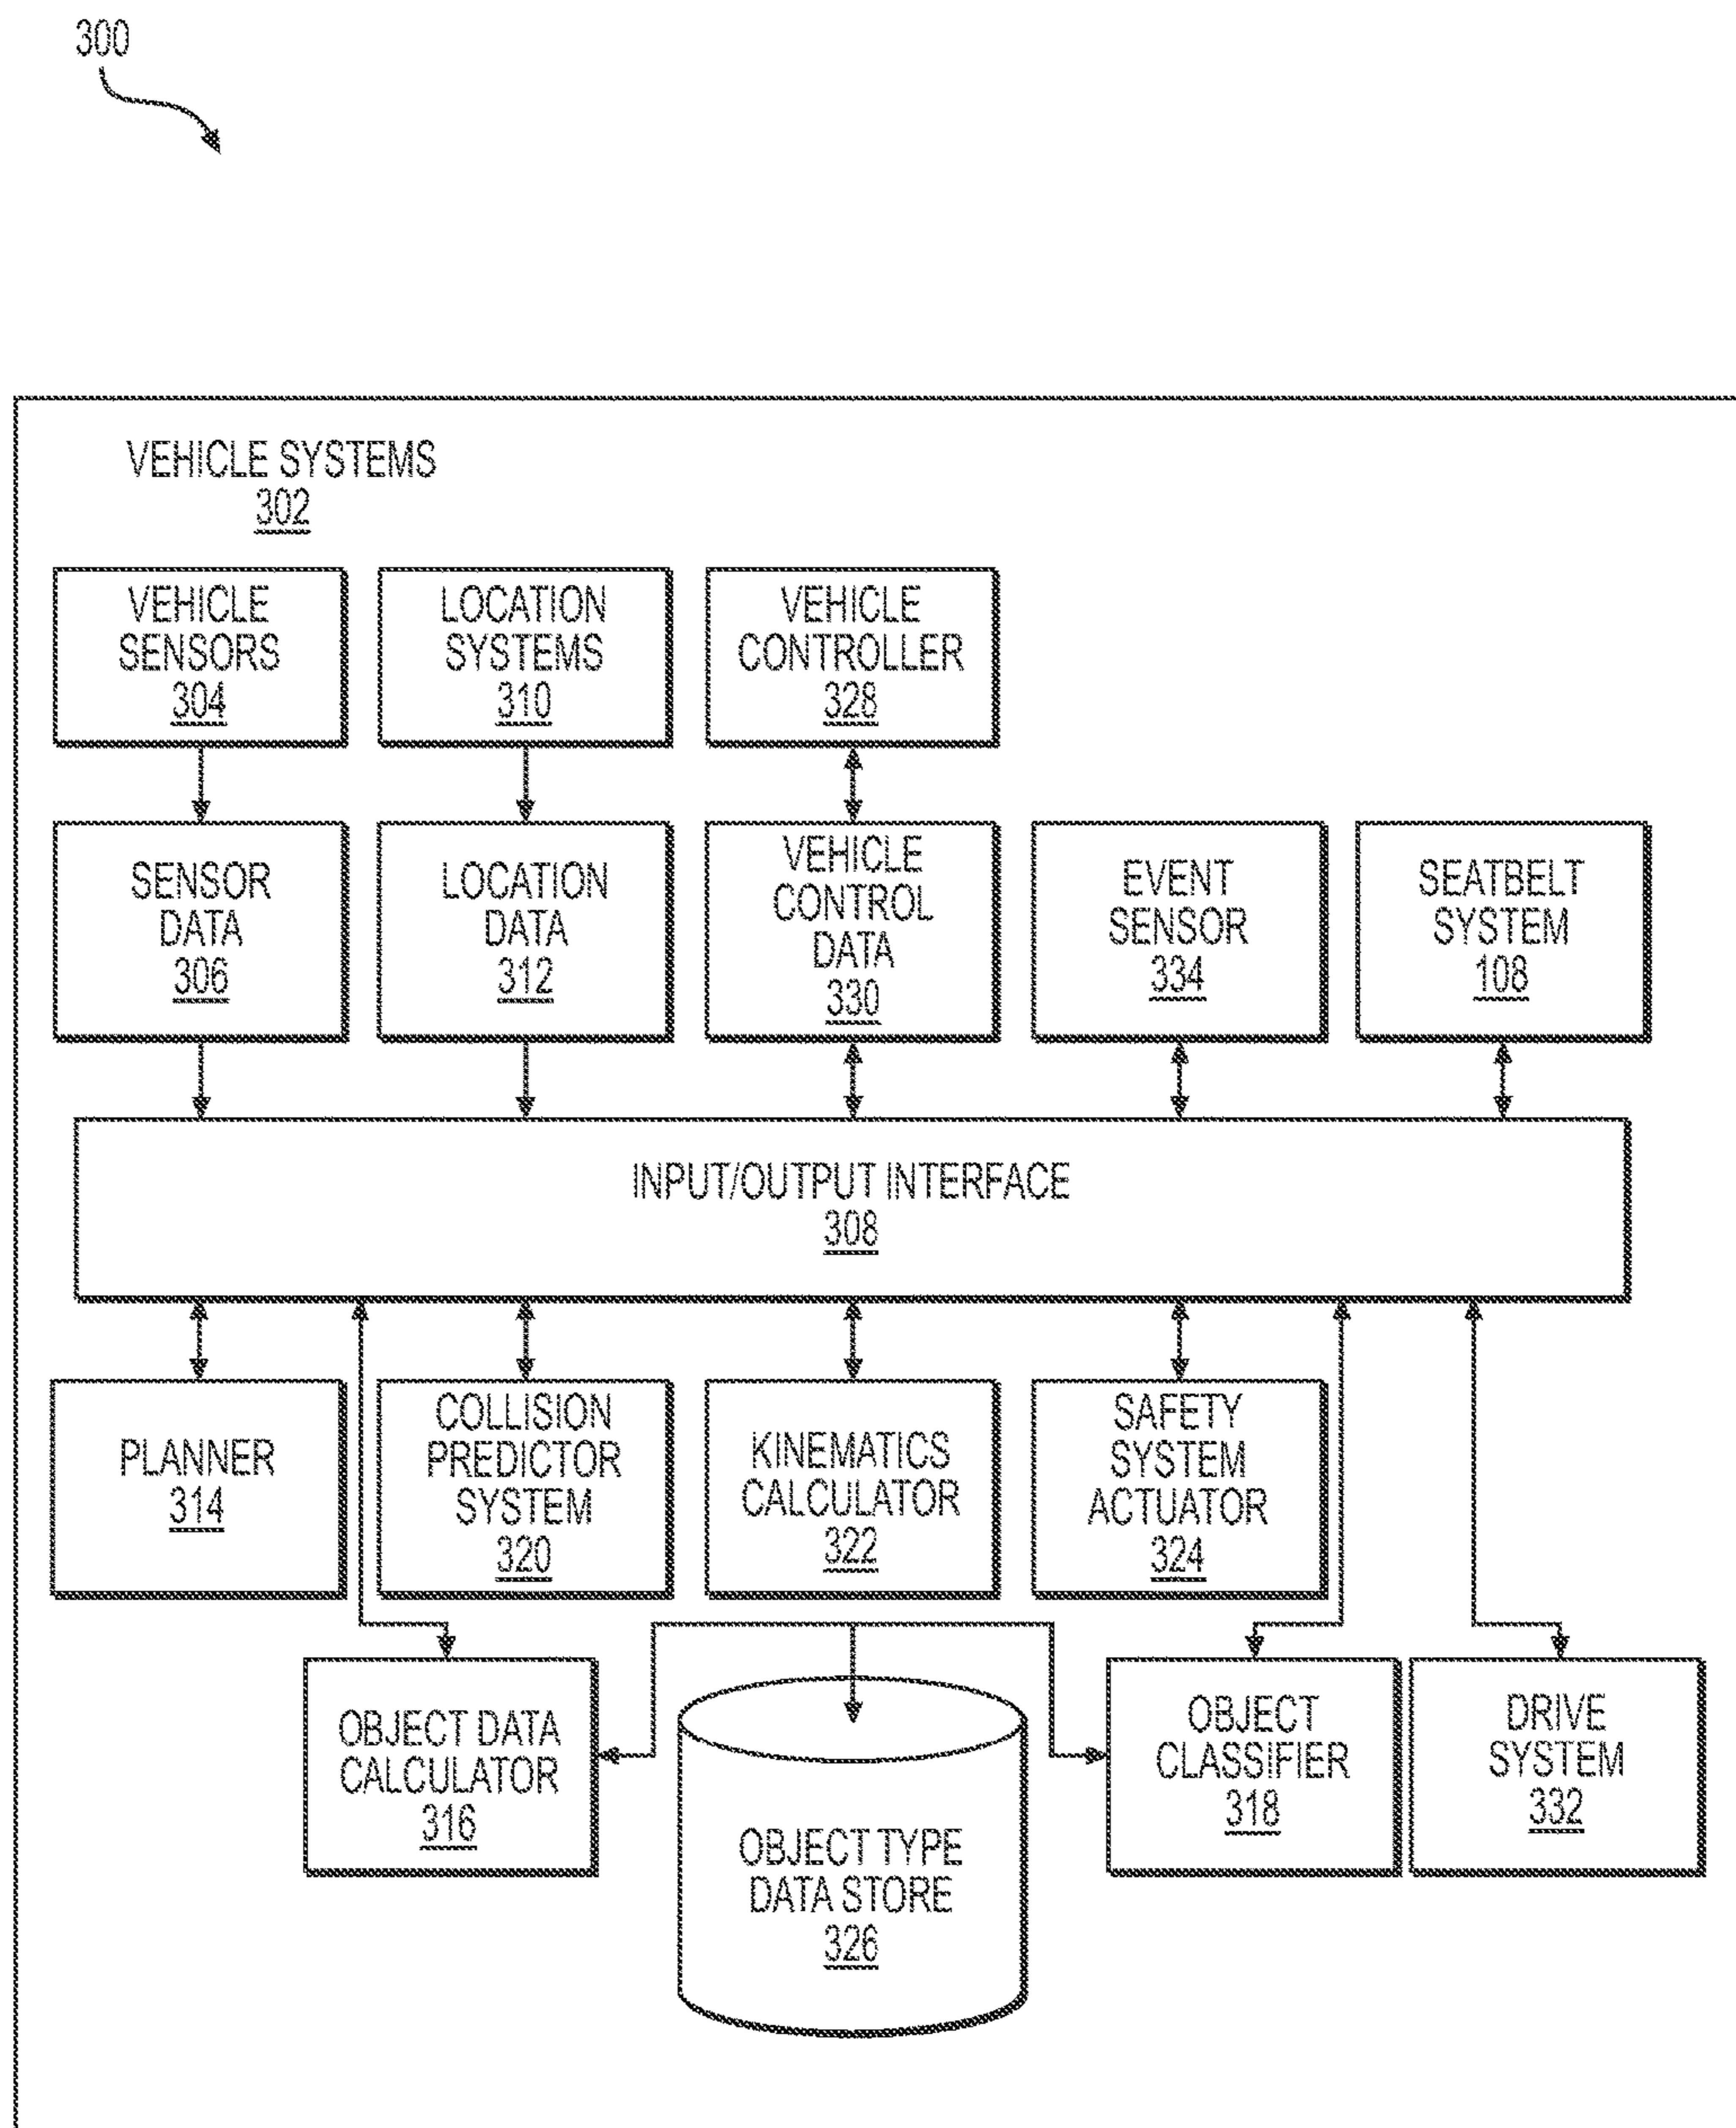 300
VEHICLE SYSTEMS
302
VEHICLE
SENSORS
304
LOCATION
SYSTEMS
310
VEHICLE
CONTROLLER
328
SENSOR
DATA
306
LOCATION
DATA
312
VEHICLE
CONTROL
DATA
330
EVENT
SENSOR
334
SEATBELT
SYSTEM
108
INPUT/OUTPUT INTERFACE
308
PLANNER
314
COLLISION
PREDICTOR
SYSTEM
320
KINEMATICS
CALCULATOR
322
SAFETY
SYSTEM
ACTUATOR
324
OBJECT DATA
CALCULATOR
316
OBJECT TYPE
DATA STORE
326
OBJECT
CLASSIFIER
318
DRIVE
SYSTEM
332